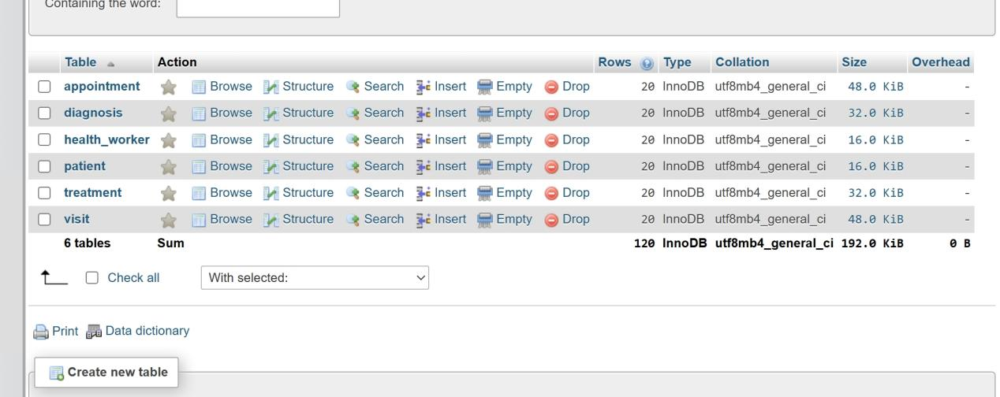 Containing the word:
Table Action Rows Type Collation Size Overhead
appointment Browse Structure Search Insert Empty Drop 20 InnoDB utf8mb4_general_ci 48.0 KiB -
diagnosis Browse Structure Search Insert Empty Drop 20 InnoDB utf8mb4_general_ci 32.0 KiB -
health_worker Browse Structure Search Insert Empty Drop 20 InnoDB utf8mb4_general_ci 16.0 KiB -
patient Browse Structure Search Insert Empty Drop 20 InnoDB utf8mb4_general_ci 16.0 KiB -
treatment Browse Structure Search Insert Empty Drop 20 InnoDB utf8mb4_general_ci 32.0 KiB -
visit Browse Structure Search Insert Empty Drop 20 InnoDB utf8mb4_general_ci 48.0 KiB -
6 tables Sum 120 InnoDB utf8mb4_general_ci 192.0 KiB 0 B
Check all With selected:
Print Data dictionary
Create new table